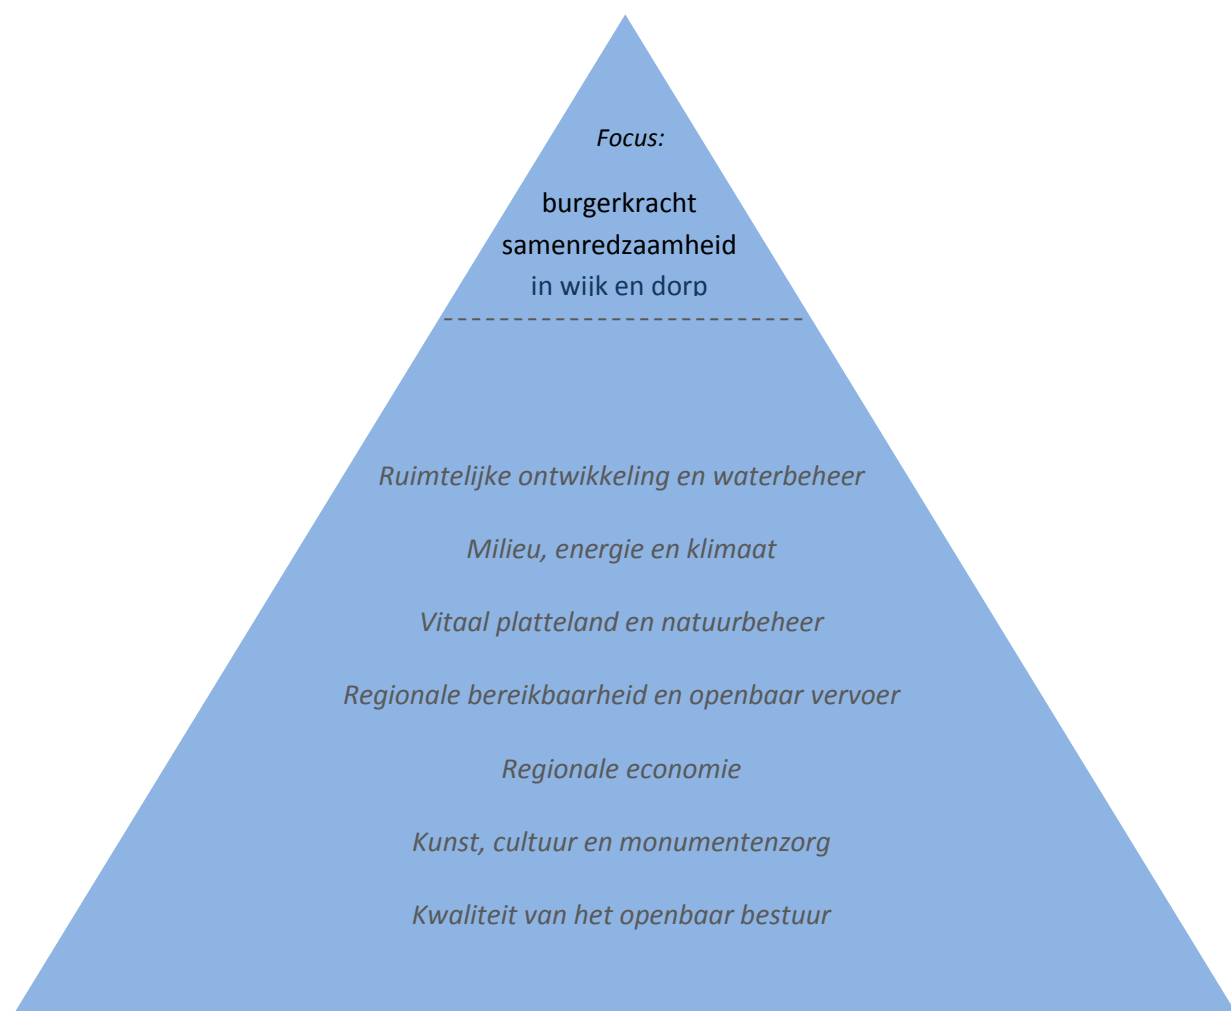 Focus:
burgerkracht
samenredzaamheid
in wijk en dorp
Ruimtelijke ontwikkeling en waterbeheer
Milieu, energie en klimaat
Vitaal platteland en natuurbeheer
Regionale bereikbaarheid en openbaar vervoer
Regionale economie
Kunst, cultuur en monumentenzorg
Kwaliteit van het openbaar bestuur